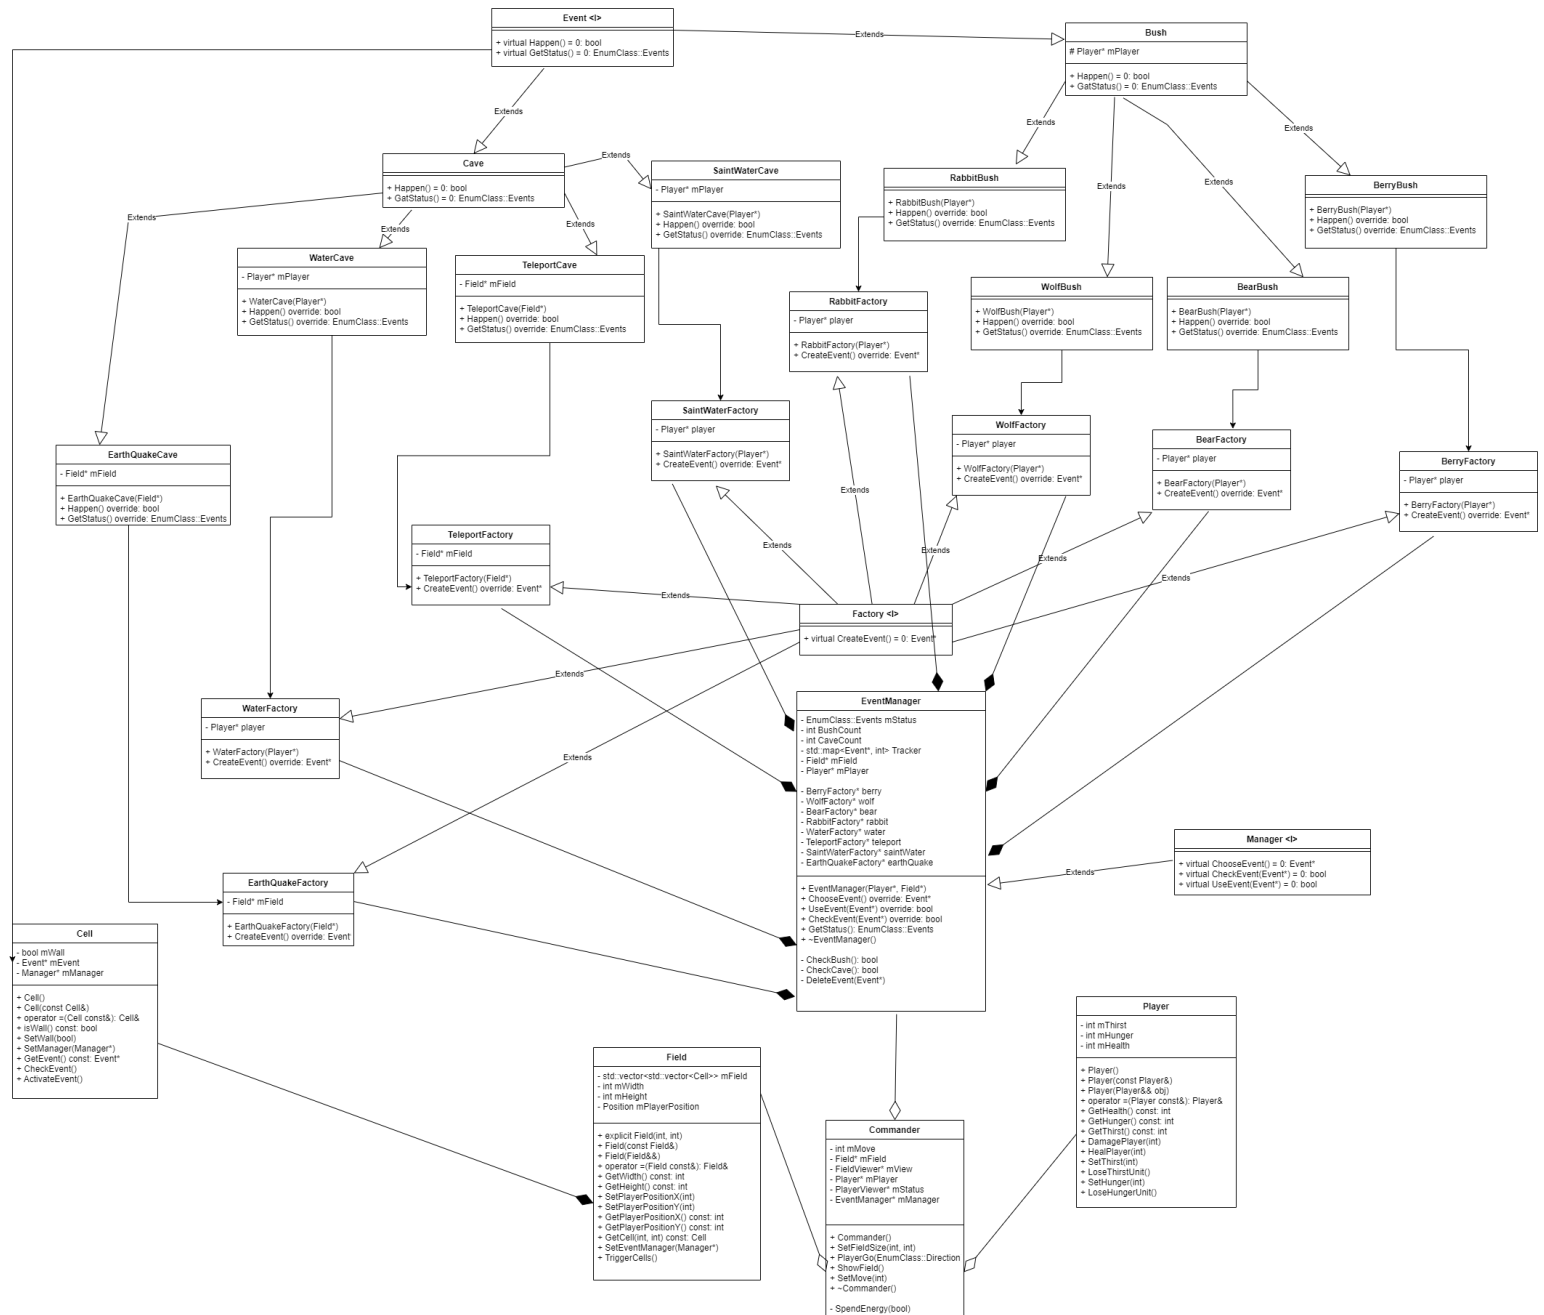 Event <I>
+ virtual Happen() = 0: bool
+ virtual GetStatus() = 0: EnumClass::Events
Extends
Bush
# Player* mPlayer
+ Happen() = 0: bool
+ GatStatus() = 0: EnumClass::Events
Extends
Extends
Extends
Extends
Extends
Cave
+ Happen() = 0: bool
+ GatStatus() = 0: EnumClass::Events
Extends
Extends
Extends
Extends
SaintWaterCave
- Player* mPlayer
+ SaintWaterCave(Player*)
+ Happen() override: bool
+ GetStatus() override: EnumClass::Events
RabbitBush
+ RabbitBush(Player*)
+ Happen() override: bool
+ GetStatus() override: EnumClass::Events
BerryBush
+ BerryBush(Player*)
+ Happen() override: bool
+ GetStatus() override: EnumClass::Events
WaterCave
- Player* mPlayer
+ WaterCave(Player*)
+ Happen() override: bool
+ GetStatus() override: EnumClass::Events
TeleportCave
- Field* mField
+ TeleportCave(Field*)
+ Happen() override: bool
+ GetStatus() override: EnumClass::Events
RabbitFactory
- Player* player
+ RabbitFactory(Player*)
+ CreateEvent() override: Event*
WolfBush
+ WolfBush(Player*)
+ Happen() override: bool
+ GetStatus() override: EnumClass::Events
BearBush
+ BearBush(Player*)
+ Happen() override: bool
+ GetStatus() override: EnumClass::Events
SaintWaterFactory
- Player* player
+ SaintWaterFactory(Player*)
+ CreateEvent() override: Event*
WolfFactory
- Player* player
+ WolfFactory(Player*)
+ CreateEvent() override: Event*
BearFactory
- Player* player
+ BearFactory(Player*)
+ CreateEvent() override: Event*
BerryFactory
- Player* player
+ BerryFactory(Player*)
+ CreateEvent() override: Event*
EarthQuakeCave
- Field* mField
+ EarthQuakeCave(Field*)
+ Happen() override: bool
+ GetStatus() override: EnumClass::Events
TeleportFactory
- Field* mField
+ TeleportFactory(Field*)
+ CreateEvent() override: Event*
Extends
Extends
Extends
Extends
Extends
Extends
Extends
Extends
Factory <I>
+ virtual CreateEvent() = 0: Event*
WaterFactory
- Player* player
+ WaterFactory(Player*)
+ CreateEvent() override: Event*
EventManager
- EnumClass::Events mStatus
- int BushCount
- int CaveCount
- std::map<Event*, int> Tracker
- Field* mField
- Player* mPlayer
- BerryFactory* berry
- WolfFactory* wolf
- BearFactory* bear
- RabbitFactory* rabbit
- WaterFactory* water
- TeleportFactory* teleport
- SaintWaterFactory* saintWater
- EarthQuakeFactory* earthQuake
+ EventManager(Player*, Field*)
+ ChooseEvent() override: Event*
+ UseEvent(Event*) override: bool
+ CheckEvent(Event*) override: bool
+ GetStatus(): EnumClass::Events
+ ~EventManager()
- CheckBush(): bool
- CheckCave(): bool
- DeleteEvent(Event*)
Extends
Manager <I>
+ virtual ChooseEvent() = 0: Event*
+ virtual CheckEvent(Event*) = 0: bool
+ virtual UseEvent(Event*) = 0: bool
EarthQuakeFactory
- Field* mField
+ EarthQuakeFactory(Field*)
+ CreateEvent() override: Event
Cell
- bool mWall
- Event* mEvent
- Manager* mManager
+ Cell()
+ Cell(const Cell&)
+ operator =(Cell const&): Cell&
+ isWall() const: bool
+ SetWall(bool)
+ SetManager(Manager*)
+ GetEvent() const: Event*
+ CheckEvent()
+ ActivateEvent()
Field
- std::vector<std::vector<Cell>> mField
- int mWidth
- int mHeight
- Position mPlayerPosition
+ explicit Field(int, int)
+ Field(const Field&)
+ Field(Field&&)
+ operator =(Field const&): Field&
+ GetWidth() const: int
+ GetHeight() const: int
+ SetPlayerPositionX(int)
+ SetPlayerPositionY(int)
+ GetPlayerPositionX() const: int
+ GetPlayerPositionY() const: int
+ GetCell(int, int) const: Cell
+ SetEventManager(Manager*)
+ TriggerCells()
Commander
- int mMove
- Field* mField
- FieldViewer* mView
- Player* mPlayer
- PlayerViewer* mStatus
- EventManager* mManager
+ Commander()
+ SetFieldSize(int, int)
+ PlayerGo(EnumClass::Direction
+ ShowField()
+ SetMove(int)
+ ~Commander()
- SpendEnergy(bool)
Player
- int mThirst
- int mHunger
- int mHealth
+ Player()
+ Player(const Player&)
+ Player(Player&& obj)
+ operator =(Player const&): Player&
+ GetHealth() const: int
+ GetHunger() const: int
+ GetThirst() const: int
+ DamagePlayer(int)
+ HealPlayer(int)
+ SetThirst(int)
+ LoseThirstUnit()
+ SetHunger(int)
+ LoseHungerUnit()